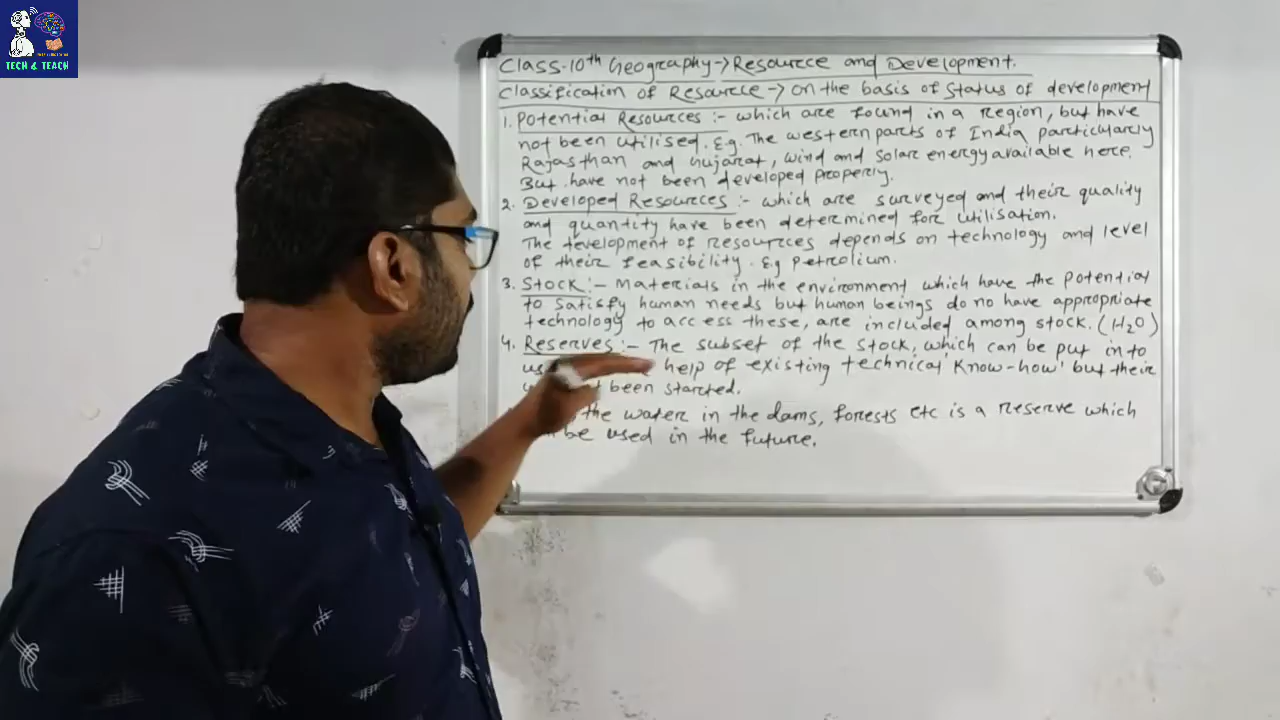 TECH & TEACH
Class-10th Geography→Resource and Development.
Classification of Resource→on the basis of Status of development
1. Potential Resources :- which are found in a region, but have
not been utilised. E.g. The western parts of India particularly
Rajasthan and Gujarat, wind and solar energy available here.
But have not been developed properly.
2. Developed Resources :- which are surveyed and their quality
and quantity have been determined for utilisation.
The development of resources depends on technology and level
of their feasibility. E.g petrolium.
3. Stock :- Materials in the environment which have the potential
to satisfy human needs but human beings do no have appropriate
technology to access these, are included among stock. (H2O)
4. Reserves :- The subset of the stock, which can be put in to
help of existing technical 'Know-how' but their
been started.
the water in the dams, forests etc is a reserve which
be used in the future.